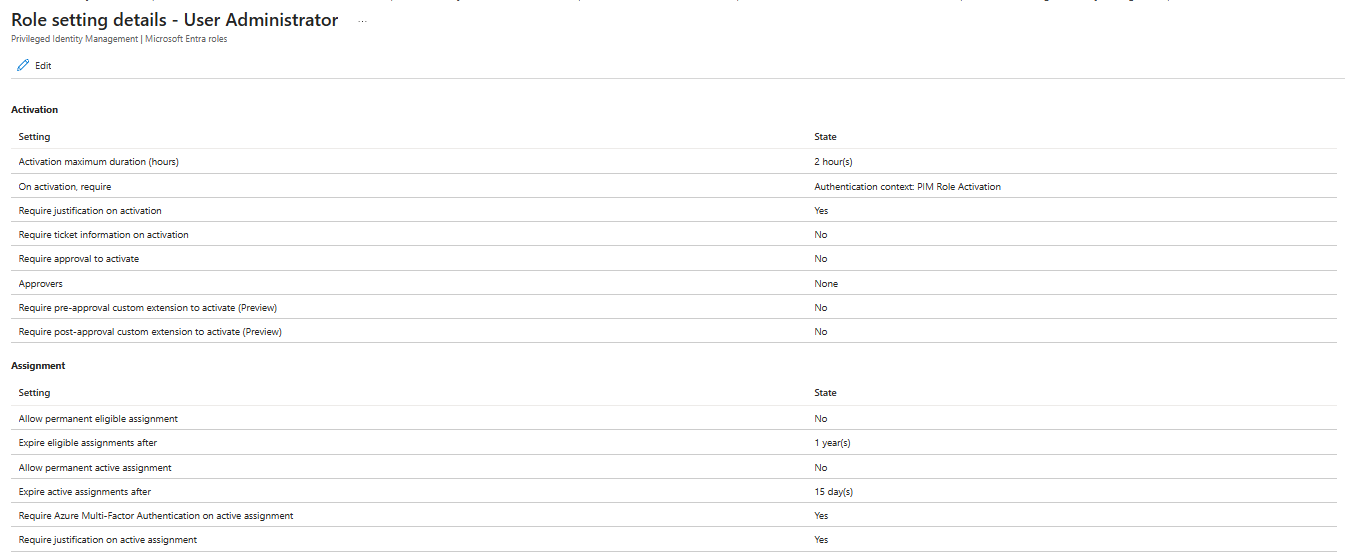 Role setting details - User Administrator ...
Privileged Identity Management | Microsoft Entra roles
Edit
Activation
Setting State
Activation maximum duration (hours) 2 hour(s)
On activation, require Authentication context: PIM Role Activation
Require justification on activation Yes
Require ticket information on activation No
Require approval to activate No
Approvers None
Require pre-approval custom extension to activate (Preview) No
Require post-approval custom extension to activate (Preview) No
Assignment
Setting State
Allow permanent eligible assignment No
Expire eligible assignments after 1 year(s)
Allow permanent active assignment No
Expire active assignments after 15 day(s)
Require Azure Multi-Factor Authentication on active assignment Yes
Require justification on active assignment Yes